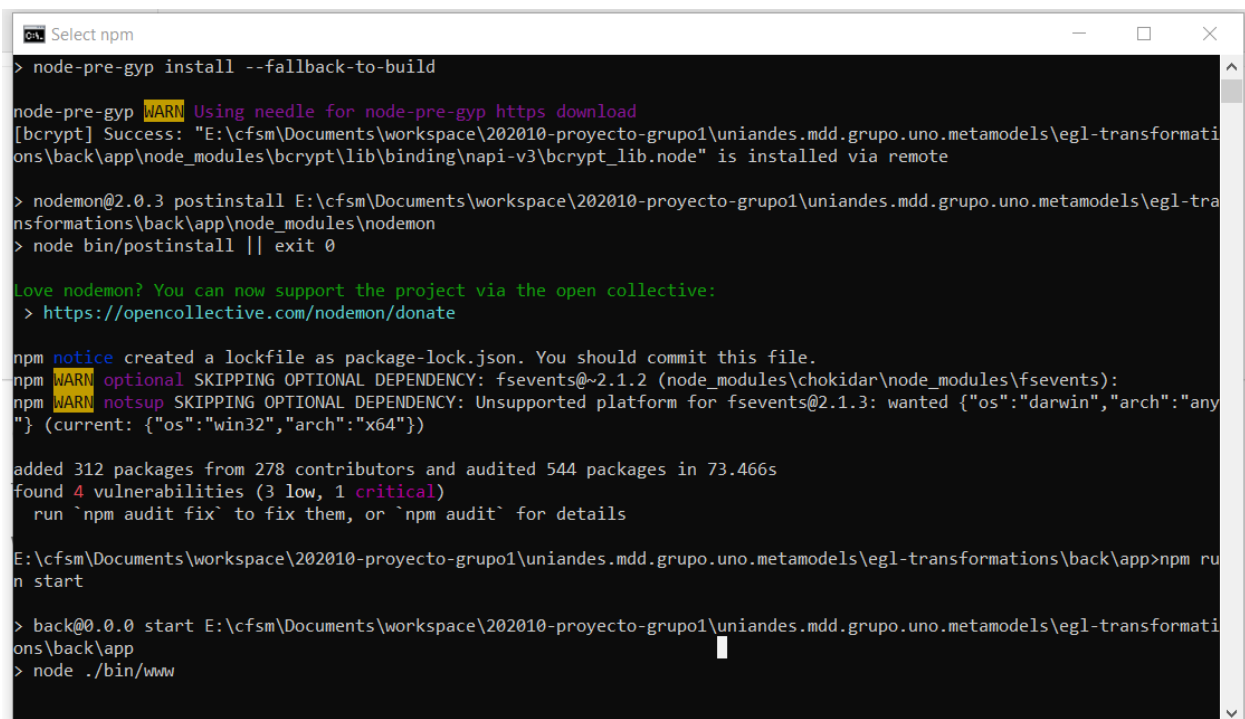 Select npm
> node-pre-gyp install --fallback-to-build
node-pre-gyp WARN Using needle for node-pre-gyp https download
[bcrypt] Success: "E:\cfsm\Documents\workspace\202010-proyecto-grupo1\uniandes.mdd.grupo.uno.metamodels\egl-transformati
ons\back\app\node_modules\bcrypt\lib\binding\napi-v3\bcrypt_lib.node" is installed via remote
> nodemon@2.0.3 postinstall E:\cfsm\Documents\workspace\202010-proyecto-grupo1\uniandes.mdd.grupo.uno.metamodels\egl-tra
nsformations\back\app\node_modules\nodemon
> node bin/postinstall || exit 0
Love nodemon? You can now support the project via the open collective:
> https://opencollective.com/nodemon/donate
npm notice created a lockfile as package-lock.json. You should commit this file.
npm WARN optional SKIPPING OPTIONAL DEPENDENCY: fsevents@~2.1.2 (node_modules\chokidar\node_modules\fsevents):
npm WARN notsup SKIPPING OPTIONAL DEPENDENCY: Unsupported platform for fsevents@2.1.3: wanted {"os":"darwin","arch":"any
"} (current: {"os":"win32","arch":"x64"})
added 312 packages from 278 contributors and audited 544 packages in 73.466s
found 4 vulnerabilities (3 low, 1 critical)
run `npm audit fix` to fix them, or `npm audit` for details
E:\cfsm\Documents\workspace\202010-proyecto-grupo1\uniandes.mdd.grupo.uno.metamodels\egl-transformations\back\app>npm ru
n start
> back@0.0.0 start E:\cfsm\Documents\workspace\202010-proyecto-grupo1\uniandes.mdd.grupo.uno.metamodels\egl-transformati
ons\back\app
> node ./bin/www